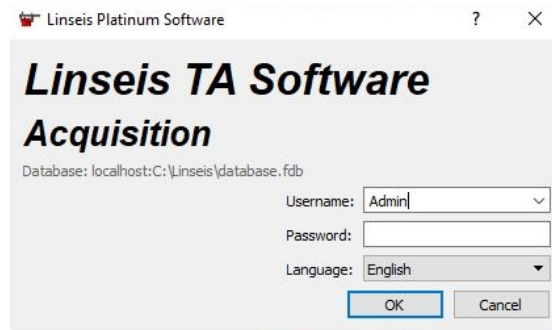 Linseis Platinum Software ?
Linseis TA Software
Acquisition
Database: localhost:C:\Linseis\database.fdb
Username: Admin
Password:
Language: English
OK Cancel